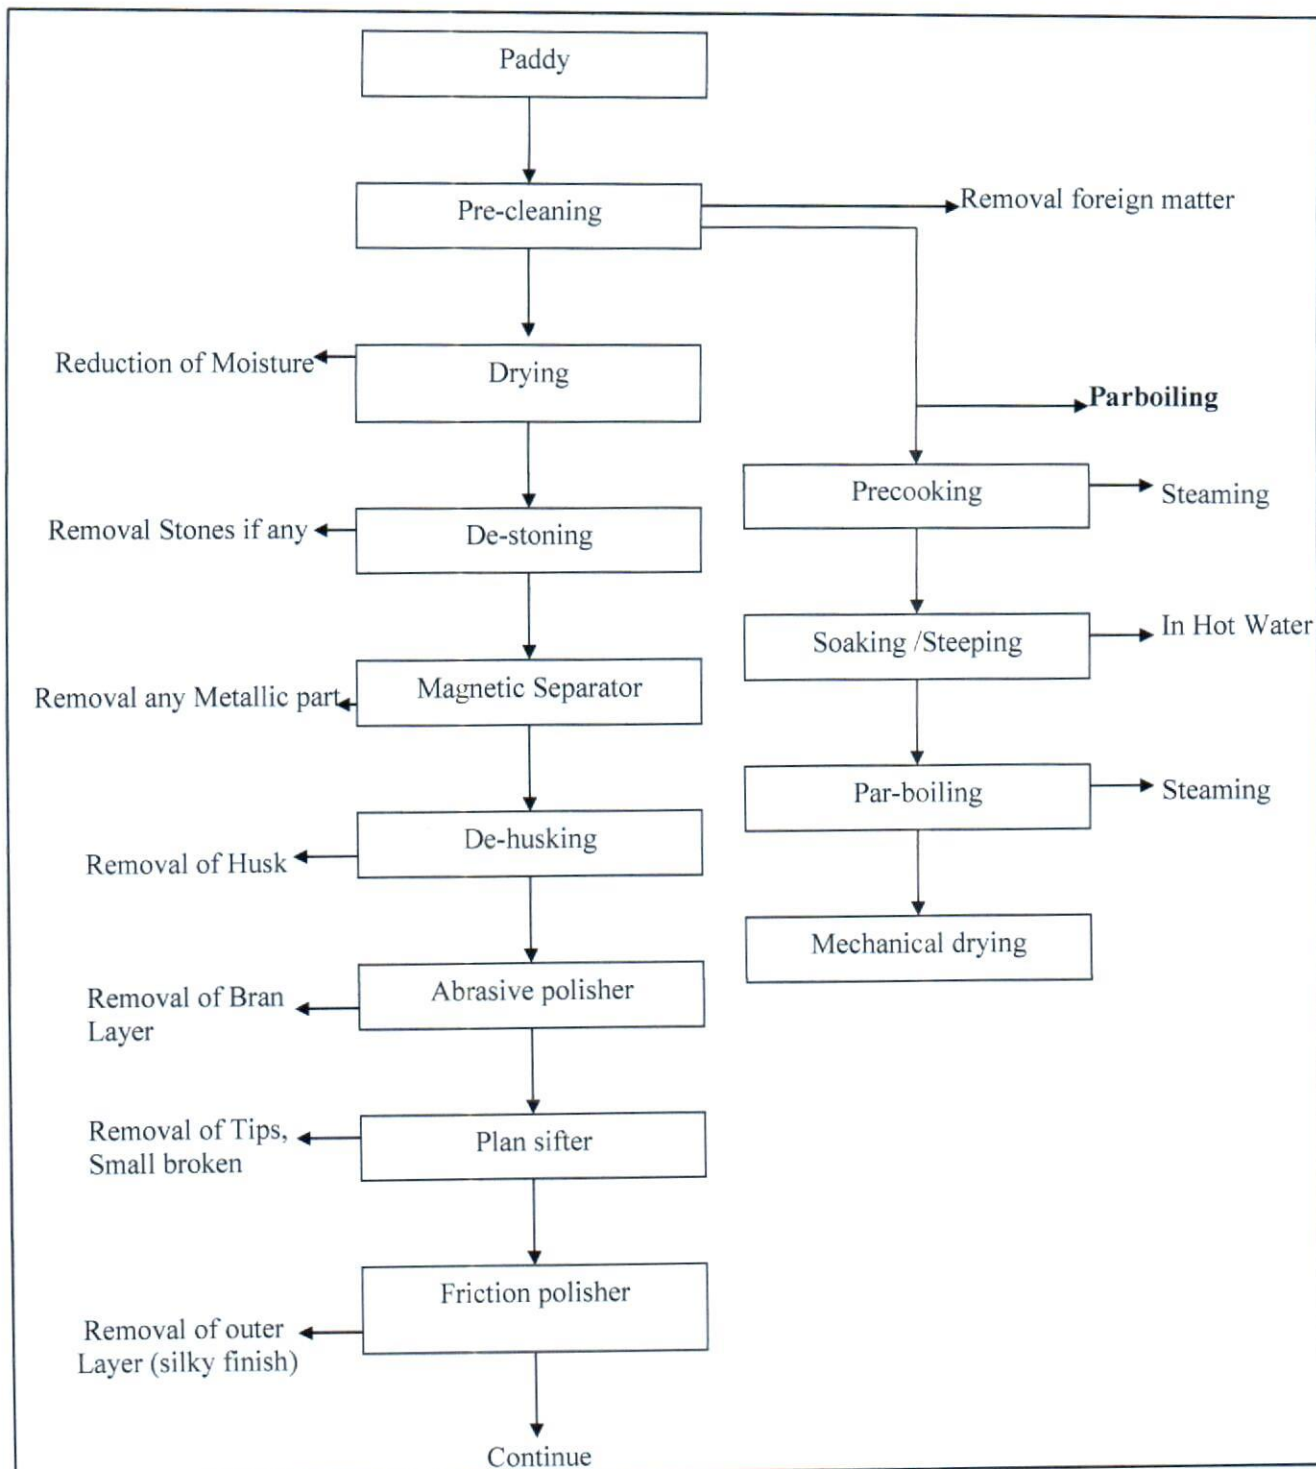 Paddy
Pre-cleaning
Removal foreign matter
Reduction of Moisture
Drying
Parboiling
Precooking
Steaming
Removal Stones if any
De-stoning
Soaking /Steeping
In Hot Water
Removal any Metallic part
Magnetic Separator
Par-boiling
Steaming
De-husking
Removal of Husk
Mechanical drying
Removal of Bran
Layer
Abrasive polisher
Removal of Tips,
Small broken
Plan sifter
Friction polisher
Removal of outer
Layer (silky finish)
Continue